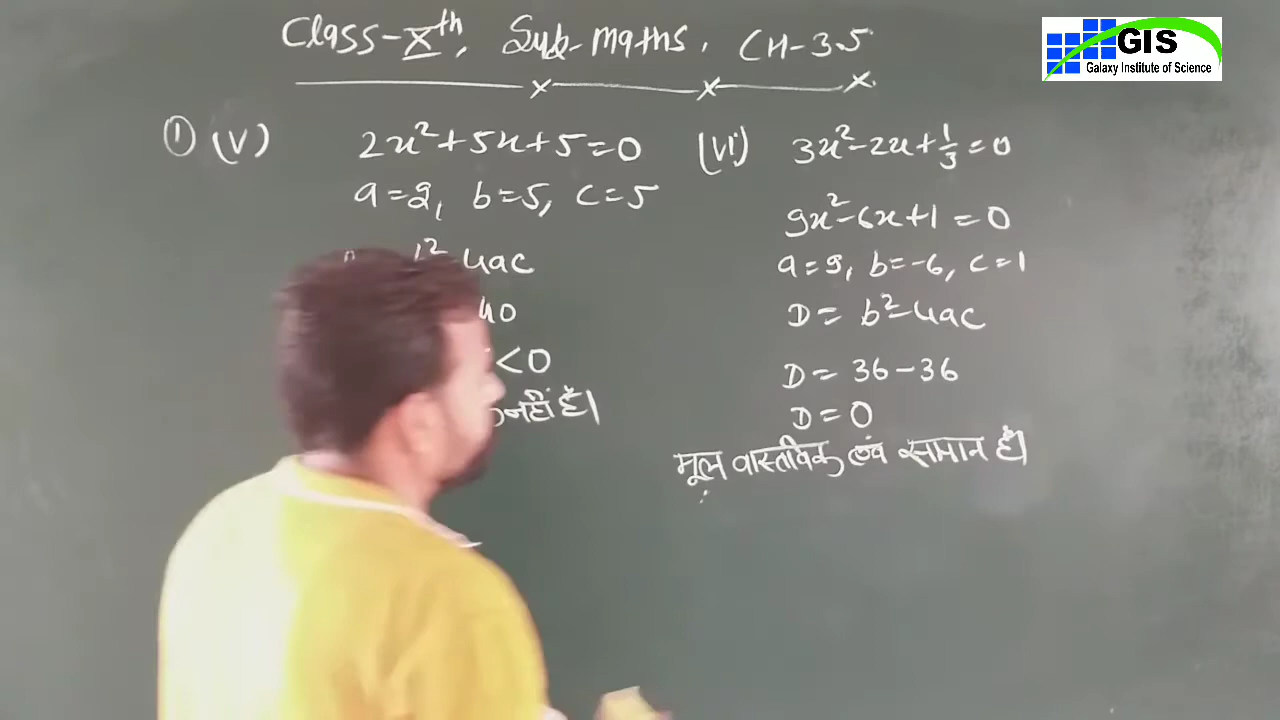 Class-Xth, Sub-Maths, CH-3.5
GIS
Galaxy Institute of Science
① (V) 2x²+5x+5=0
a=2, b=5, c=5
4ac
40
<0
नहीं है।
(vi) 3x²-2x+1/3=0
9x²-6x+1=0
a=9, b=-6, c=1
D= b²-4ac
D= 36-36
D=0
मूल वास्तविक एवं समान है।